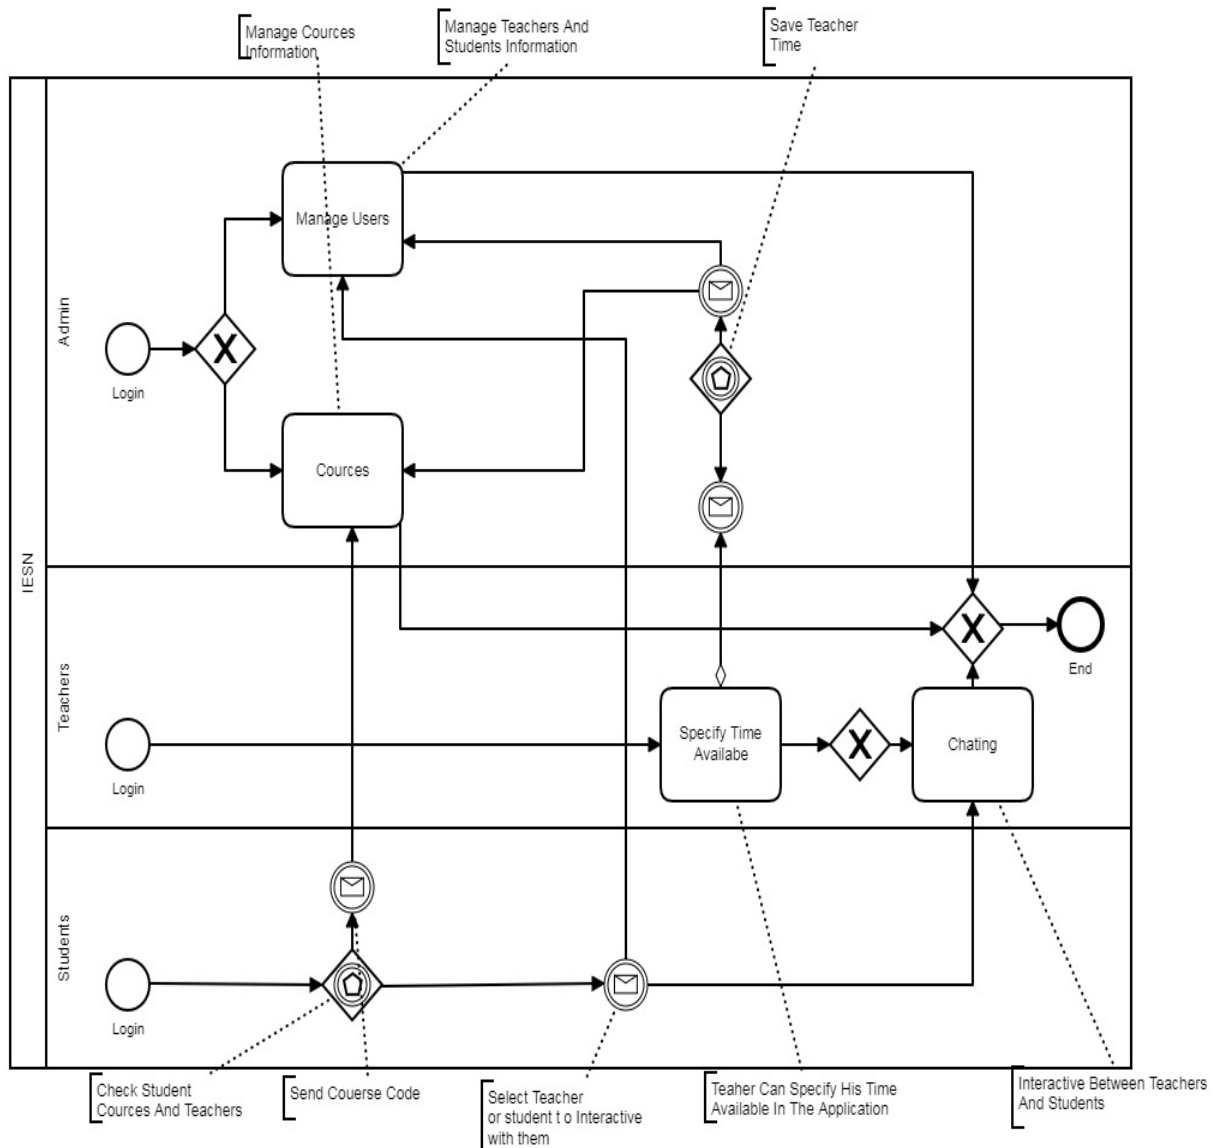 Manage Cources
Information
Manage Teachers And
Students Information
Save Teacher
Time
IESN
Admin
Manage Users
Login
Cources
Teachers
Login
Specify Time
Availabe
Chating
End
Students
Login
Check Student
Cources And Teachers
Send Couerse Code
Select Teacher
or student t o Interactive
with them
Teaher Can Specify His Time
Available In The Application
Interactive Between Teachers
And Students